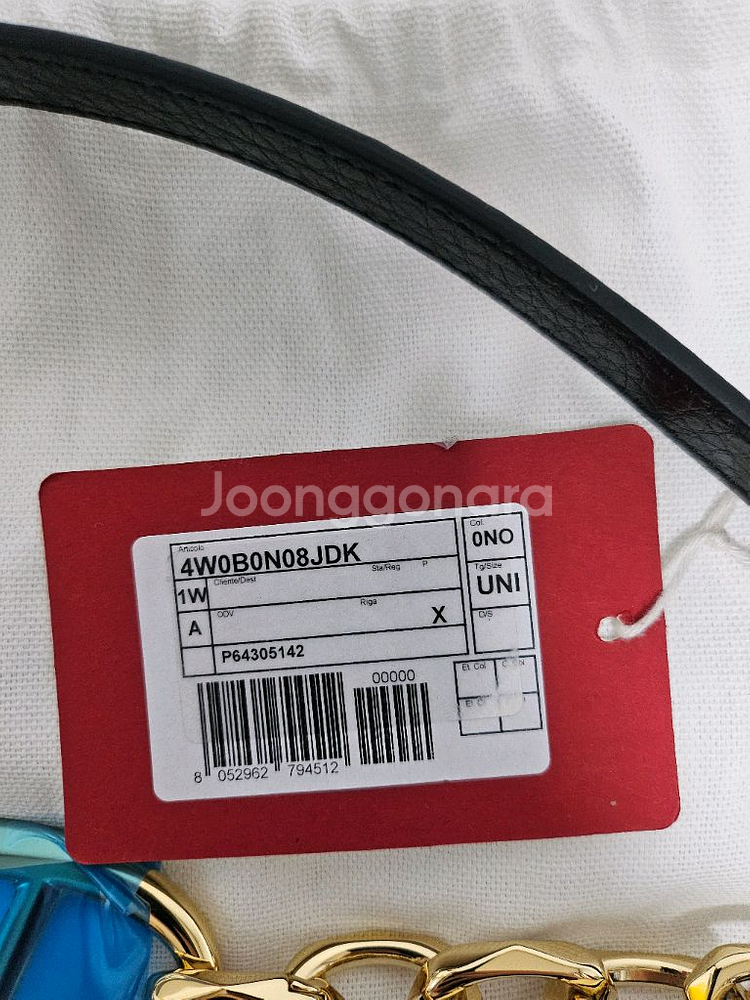 Joonggonara
Articolo
4W0B0N08JDK
Col.
0NO
1W
Cliente/Dest
Sta/Reg
P
Tg/Size
UNI
A
ODV
Riga
X
D/S
P64305142
00000
Et. Col
Et. C
8 052962 794512